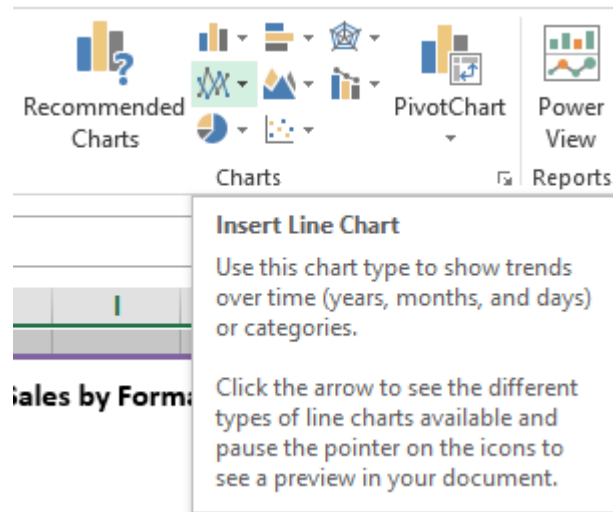 Recommended
Charts
PivotChart
Power
View
Charts
Reports
Insert Line Chart
Use this chart type to show trends
over time (years, months, and days)
or categories.
Click the arrow to see the different
types of line charts available and
pause the pointer on the icons to
see a preview in your document.
I
Sales by Forma